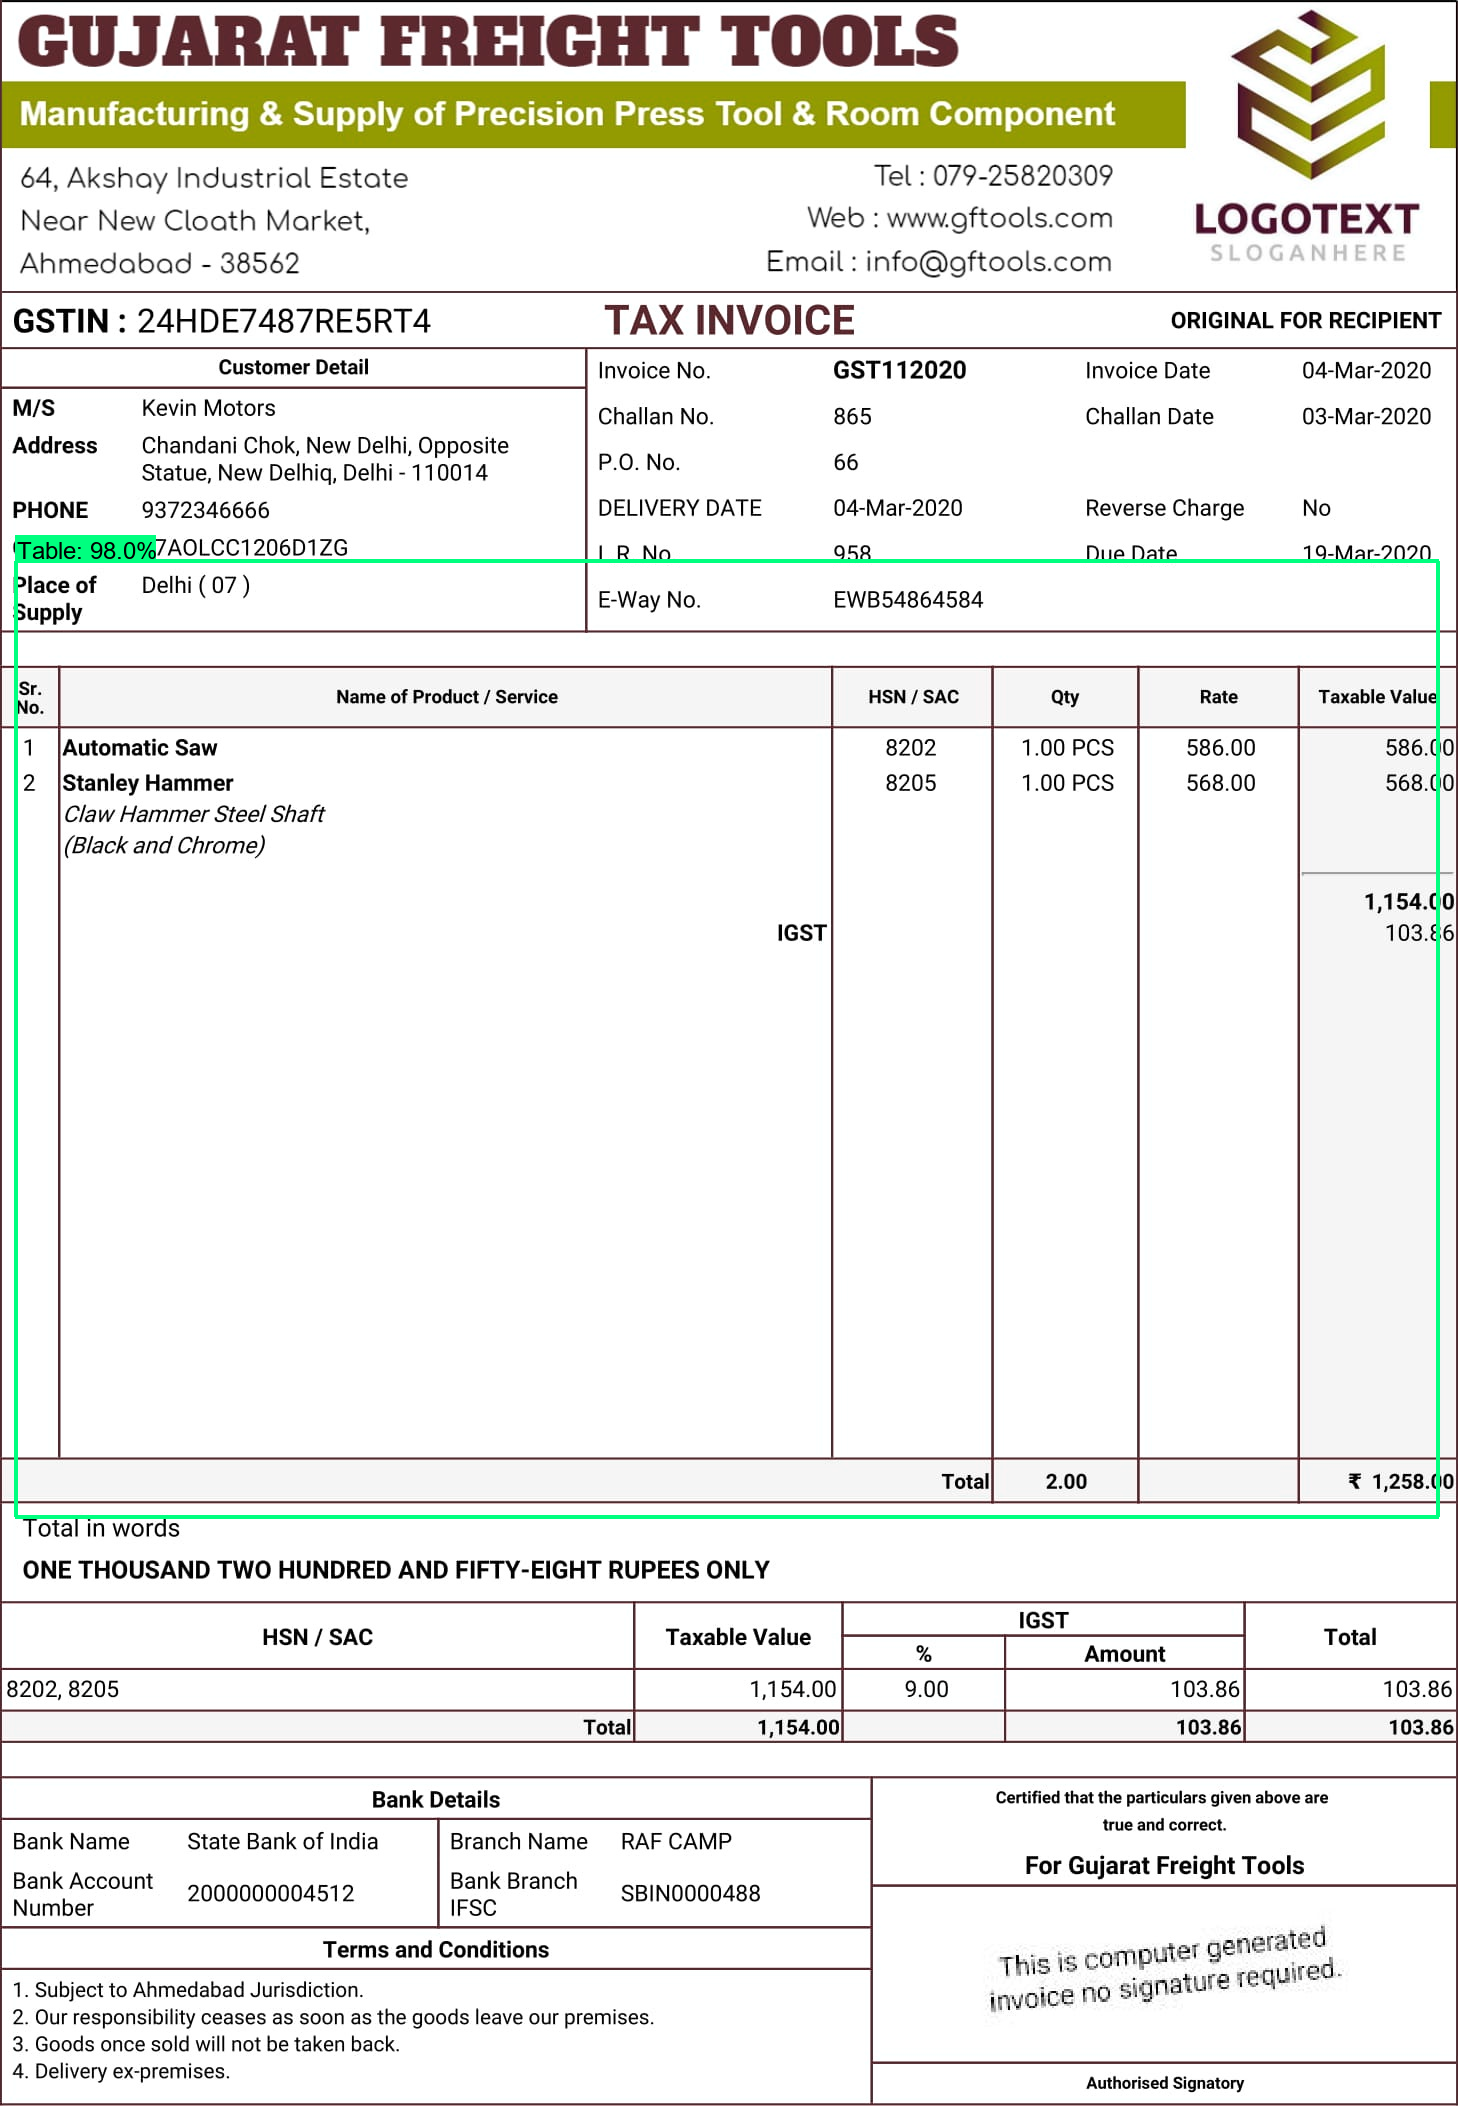 GUJARAT FREIGHT TOOLS
Manufacturing & Supply of Precision Press Tool & Room Component
64, Akshay Industrial Estate
Near New Cloath Market,
Ahmedabad - 38562
Tel : 079-25820309
Web : www.gftools.com
Email : info@gftools.com
LOGOTEXT
SLOGANHERE
GSTIN : 24HDE7487RE5RT4 TAX INVOICE ORIGINAL FOR RECIPIENT
Customer Detail
M/S Kevin Motors
Address Chandani Chok, New Delhi, Opposite
Statue, New Delhiq, Delhi - 110014
PHONE 9372346666
Table: 98.0% 7AOLCC1206D1ZG
Place of Delhi ( 07 )
Supply
Invoice No. GST112020 Invoice Date 04-Mar-2020
Challan No. 865 Challan Date 03-Mar-2020
P.O. No. 66
DELIVERY DATE 04-Mar-2020 Reverse Charge No
L.R. No. 958 Due Date 19-Mar-2020
E-Way No. EWB54864584
Sr. No. Name of Product / Service HSN / SAC Qty Rate Taxable Value
1 Automatic Saw 8202 1.00 PCS 586.00 586.00
2 Stanley Hammer 8205 1.00 PCS 568.00 568.00
Claw Hammer Steel Shaft
(Black and Chrome)
1,154.00
IGST 103.86
Total 2.00 ₹ 1,258.00
Total in words
ONE THOUSAND TWO HUNDRED AND FIFTY-EIGHT RUPEES ONLY
HSN / SAC Taxable Value IGST Total
% Amount
8202, 8205 1,154.00 9.00 103.86 103.86
Total 1,154.00 103.86 103.86
Bank Details
Bank Name State Bank of India Branch Name RAF CAMP
Bank Account Number 2000000004512 Bank Branch IFSC SBIN0000488
Terms and Conditions
1. Subject to Ahmedabad Jurisdiction.
2. Our responsibility ceases as soon as the goods leave our premises.
3. Goods once sold will not be taken back.
4. Delivery ex-premises.
Certified that the particulars given above are
true and correct.
For Gujarat Freight Tools
This is computer generated
invoice no signature required.
Authorised Signatory